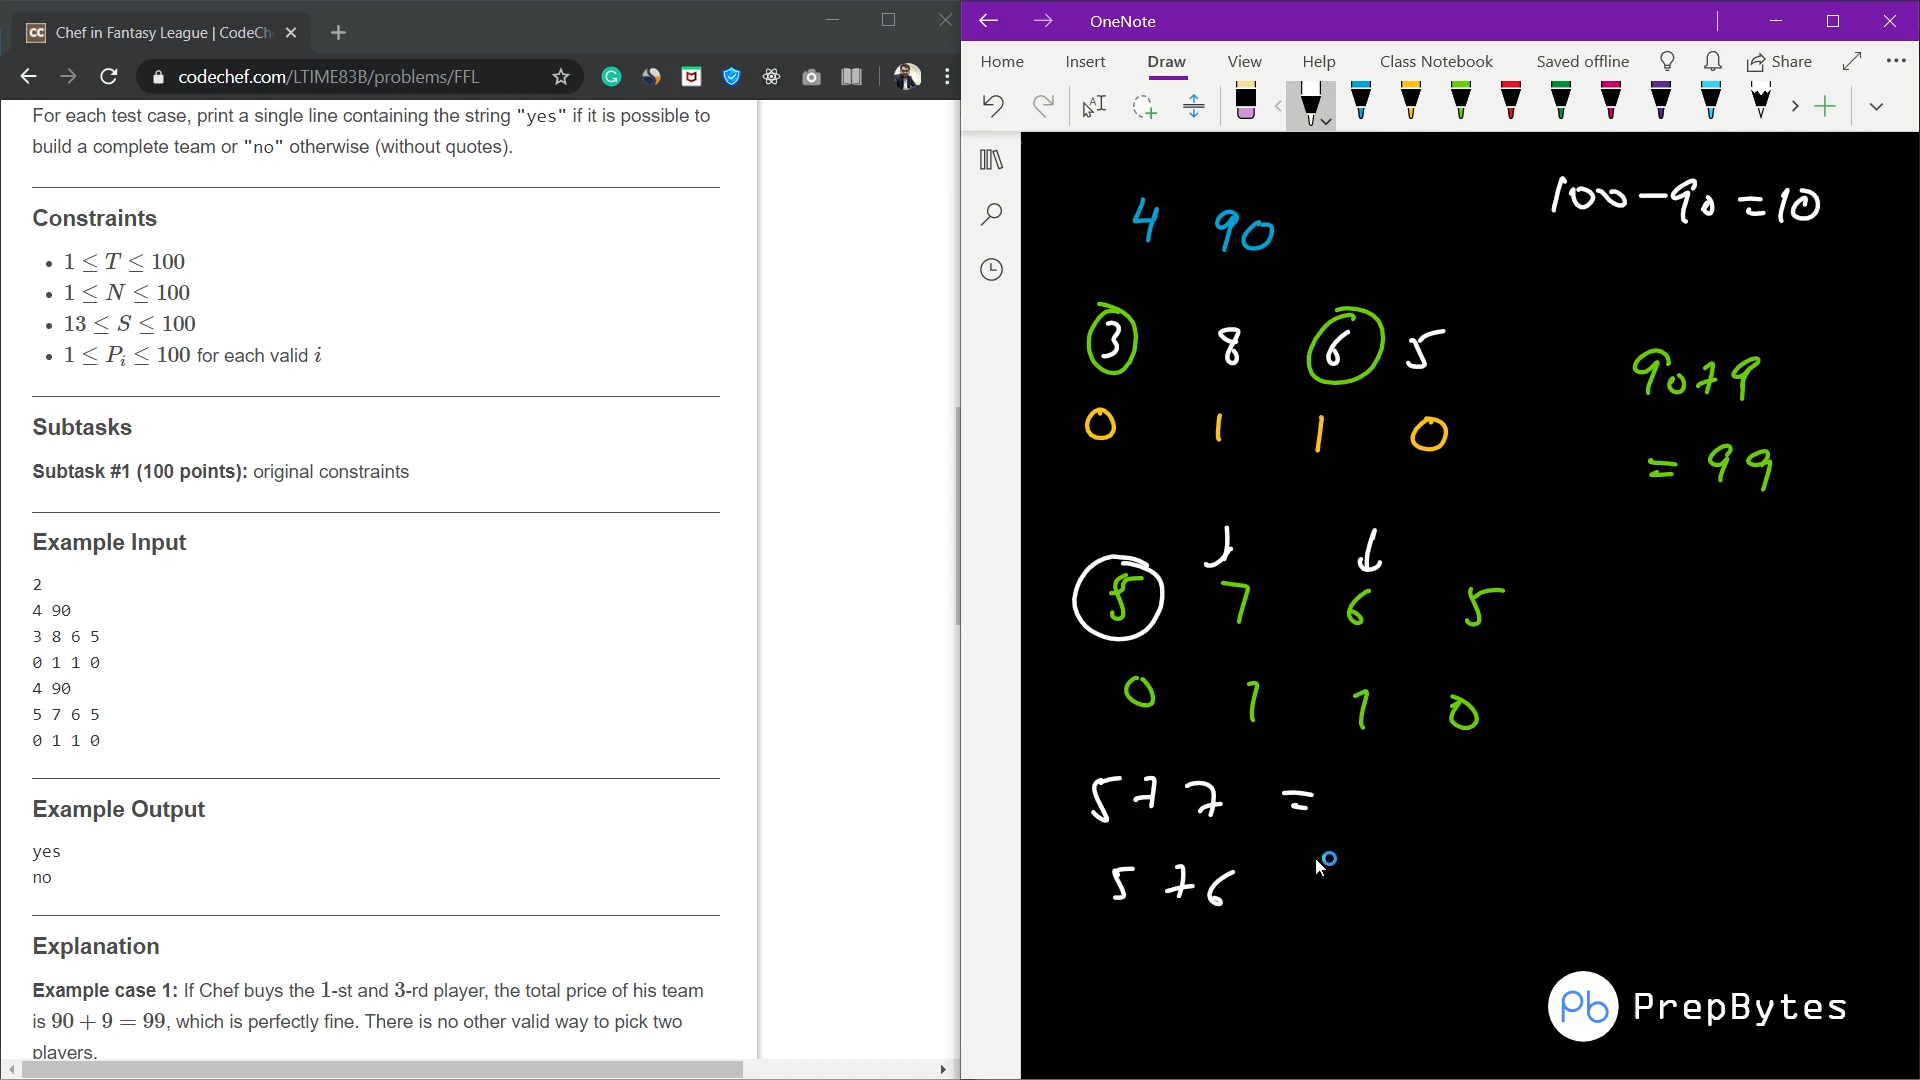 Chef in Fantasy League | CodeCh
codechef.com/LTIME83B/problems/FFL
For each test case, print a single line containing the string "yes" if it is possible to
build a complete team or "no" otherwise (without quotes).
Constraints
1 ≤ T ≤ 100
1 ≤ N ≤ 100
13 ≤ S ≤ 100
1 ≤ Pi ≤ 100 for each valid i
Subtasks
Subtask #1 (100 points): original constraints
Example Input
2
4 90
3 8 6 5
0 1 1 0
4 90
5 7 6 5
0 1 1 0
Example Output
yes
no
Explanation
Example case 1: If Chef buys the 1-st and 3-rd player, the total price of his team
is 90 + 9 = 99, which is perfectly fine. There is no other valid way to pick two
players.
OneNote
Home Insert Draw View Help Class Notebook Saved offline Share
100 - 90 = 10
4 90
3 8 6 5
0 1 1 0
90+9
= 99
5 7 6 5
0 1 1 0
5+7 =
5+6
Pb PrepBytes